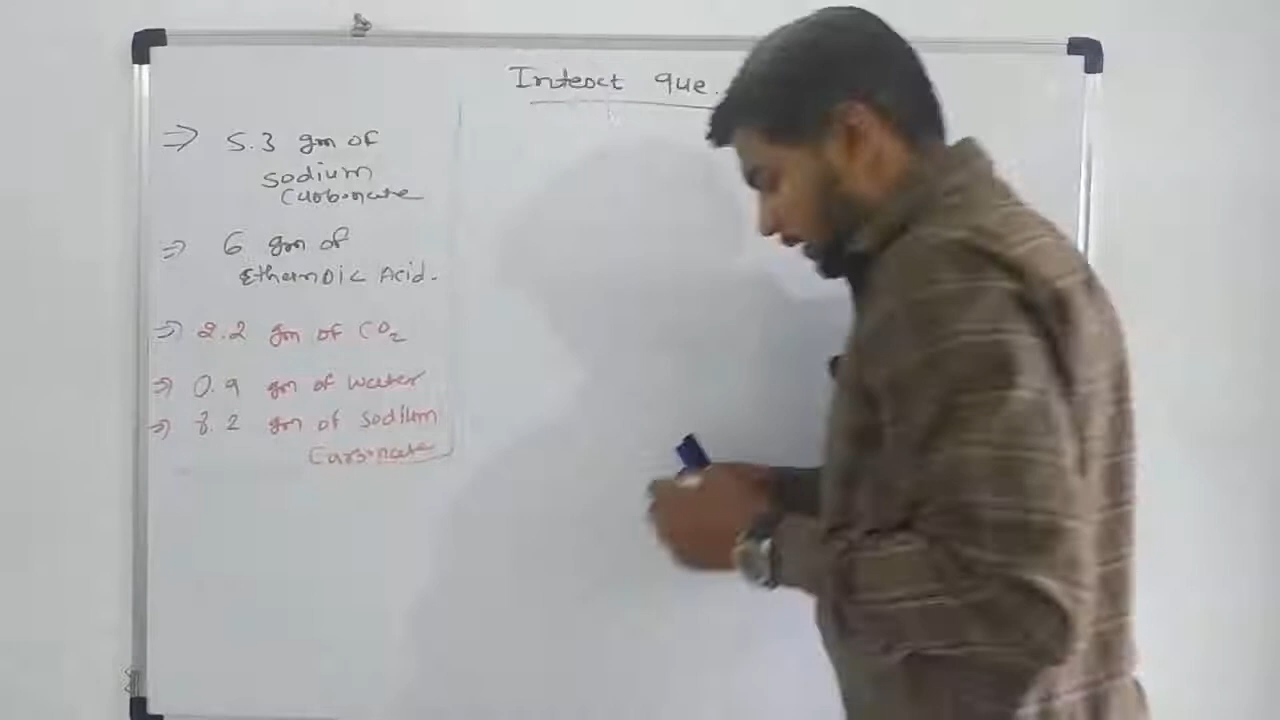 Inteoct que.
⇒ 5.3 gm of
sodium
Carbonate
⇒ 6 gm of
Ethanoic Acid.
⇒ 2.2 gm of CO₂
⇒ 0.9 gm of water
⇒ 8.2 gm of sodium
Carbonate